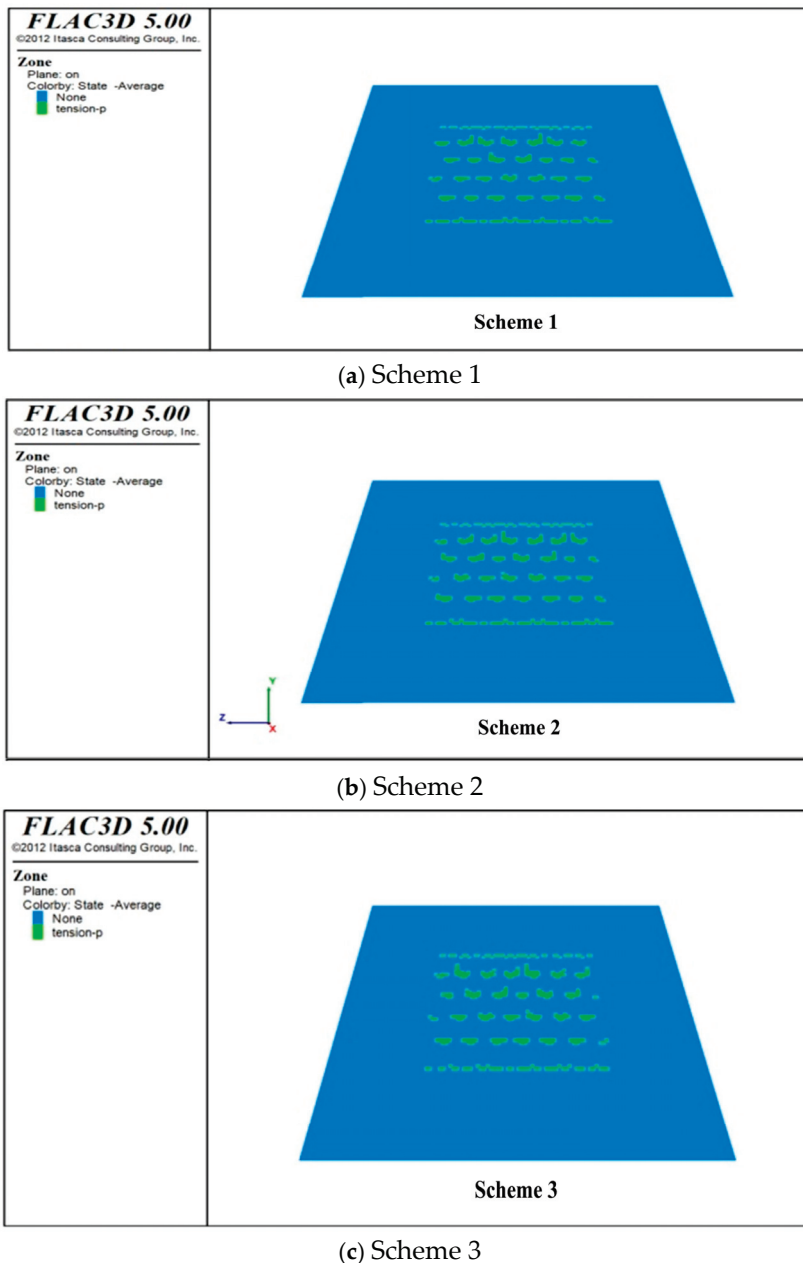 FLAC3D 5.00
©2012 Itasca Consulting Group, Inc.
Zone
Plane: on
Colorby: State -Average
None
tension-p
Scheme 1
(a) Scheme 1
FLAC3D 5.00
©2012 Itasca Consulting Group, Inc.
Zone
Plane: on
Colorby: State -Average
None
tension-p
Y
Z
X
Scheme 2
(b) Scheme 2
FLAC3D 5.00
©2012 Itasca Consulting Group, Inc.
Zone
Plane: on
Colorby: State -Average
None
tension-p
Scheme 3
(c) Scheme 3